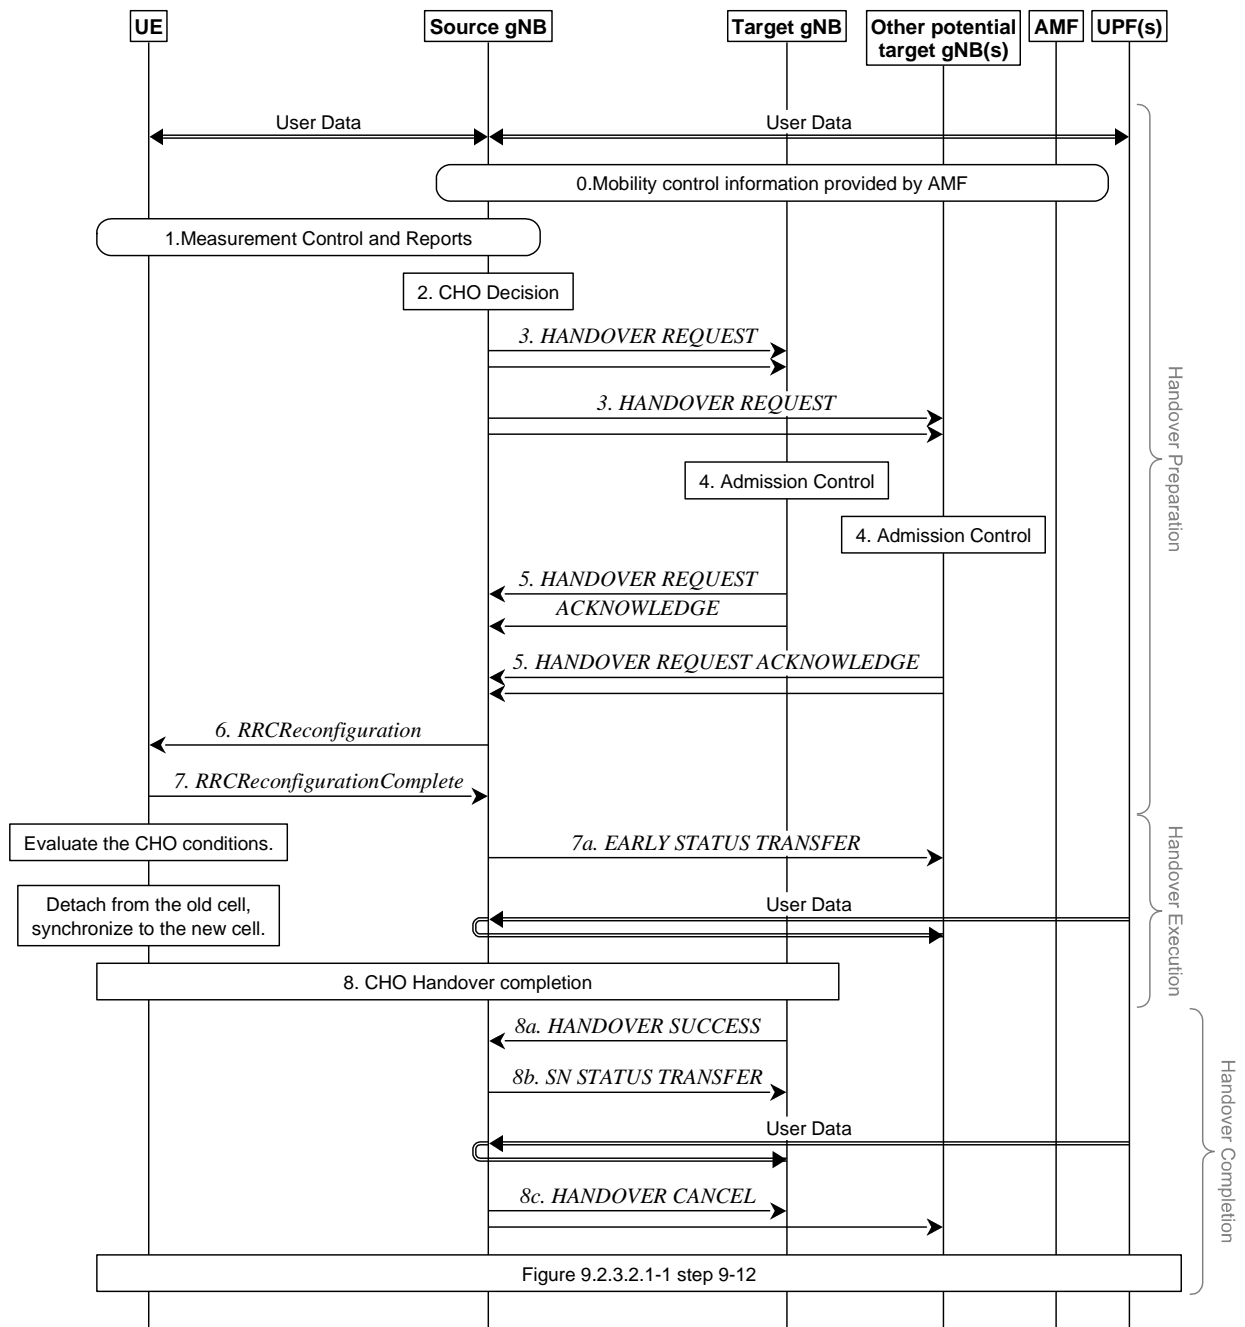 UE
Source gNB
Target gNB
Other potential
target gNB(s)
AMF
UPF(s)
User Data
User Data
0.Mobility control information provided by AMF
1.Measurement Control and Reports
2. CHO Decision
3. HANDOVER REQUEST
3. HANDOVER REQUEST
4. Admission Control
4. Admission Control
5. HANDOVER REQUEST
ACKNOWLEDGE
5. HANDOVER REQUEST ACKNOWLEDGE
6. RRCReconfiguration
7. RRCReconfigurationComplete
Handover Preparation
Evaluate the CHO conditions.
7a. EARLY STATUS TRANSFER
Detach from the old cell,
synchronize to the new cell.
User Data
8. CHO Handover completion
Handover Execution
8a. HANDOVER SUCCESS
8b. SN STATUS TRANSFER
User Data
8c. HANDOVER CANCEL
Handover Completion
Figure 9.2.3.2.1-1 step 9-12